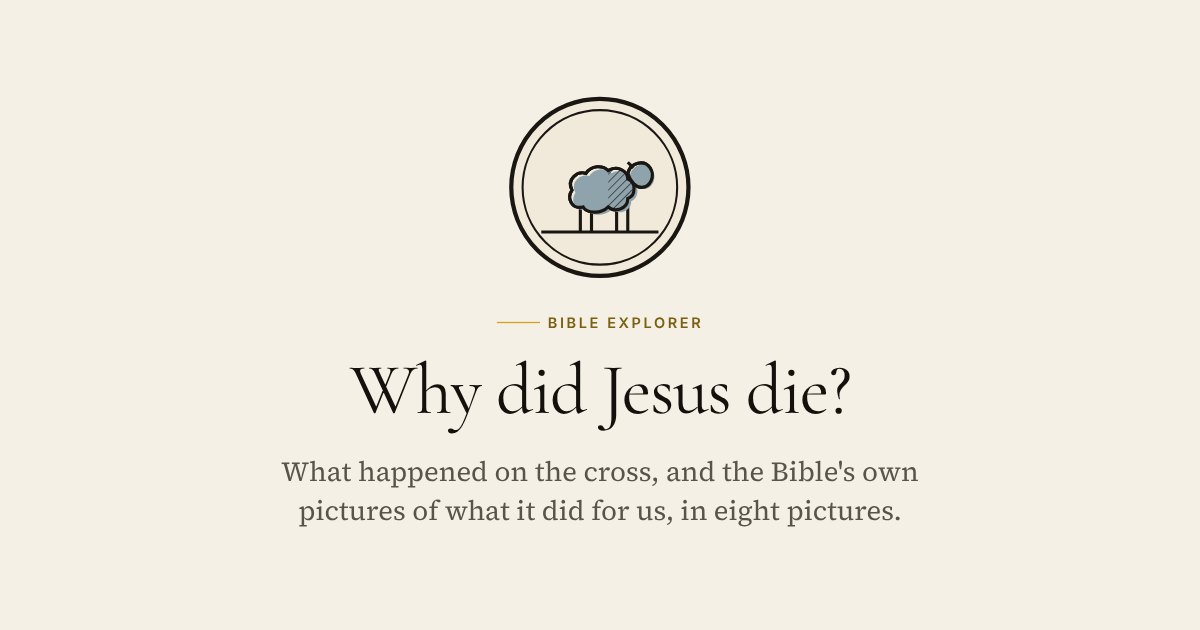 BIBLE EXPLORER
Why did Jesus die?
What happened on the cross, and the Bible's own
pictures of what it did for us, in eight pictures.